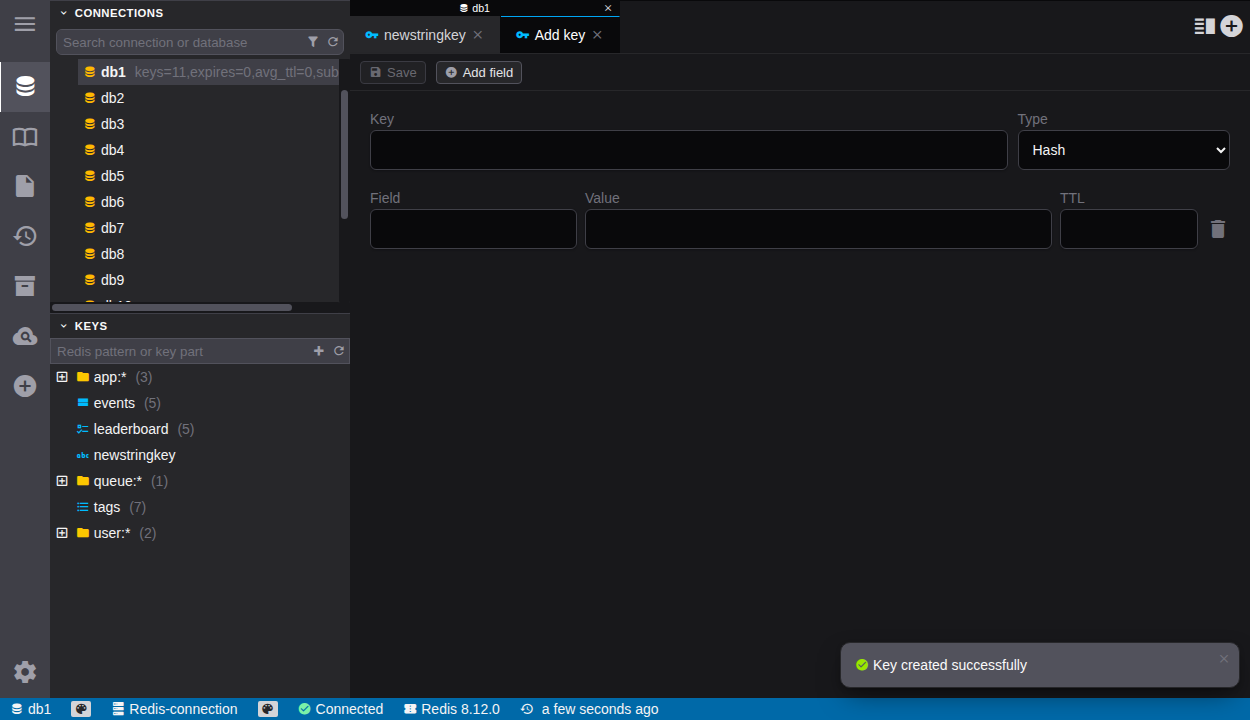 CONNECTIONS
Search connection or database
db1 keys=11,expires=0,avg_ttl=0,sub
db2
db3
db4
db5
db6
db7
db8
db9
KEYS
Redis pattern or key part
app:* (3)
events (5)
leaderboard (5)
newstringkey
queue:* (1)
tags (7)
user:* (2)
db1
newstringkey
Add key
Save
Add field
Key
Type
Hash
Field
Value
TTL
Key created successfully
db1
Redis-connection
Connected
Redis 8.12.0
a few seconds ago